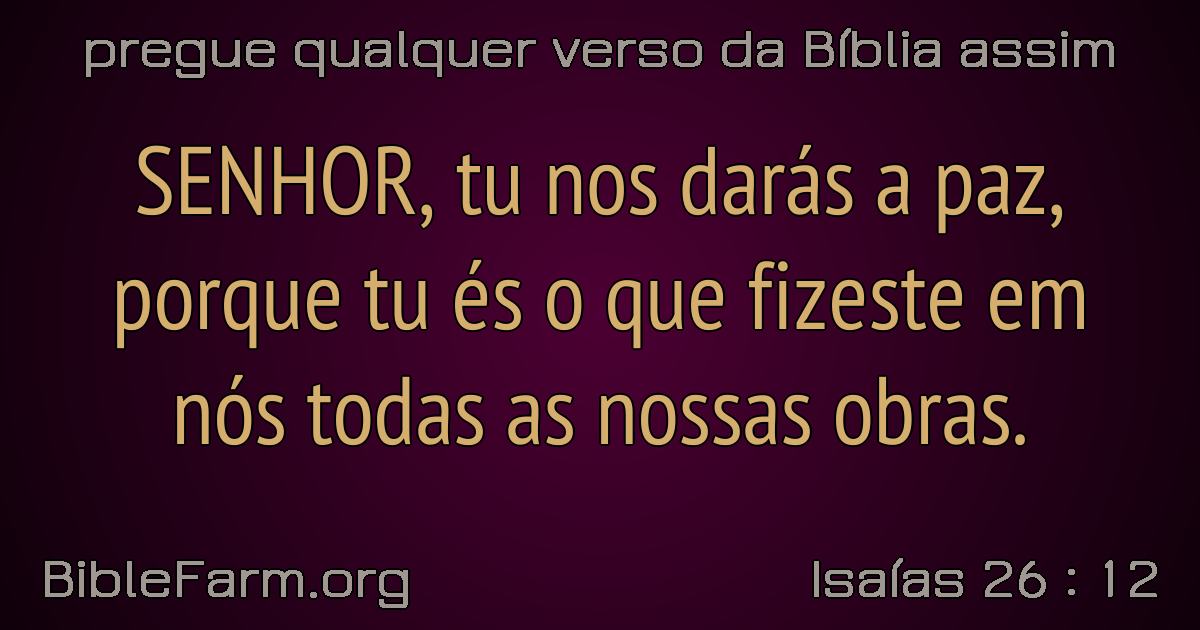 pregue qualquer verso da Bíblia assim
SENHOR, tu nos darás a paz,
porque tu és o que fizeste em
nós todas as nossas obras.
BibleFarm.org
Isaías 26 : 12